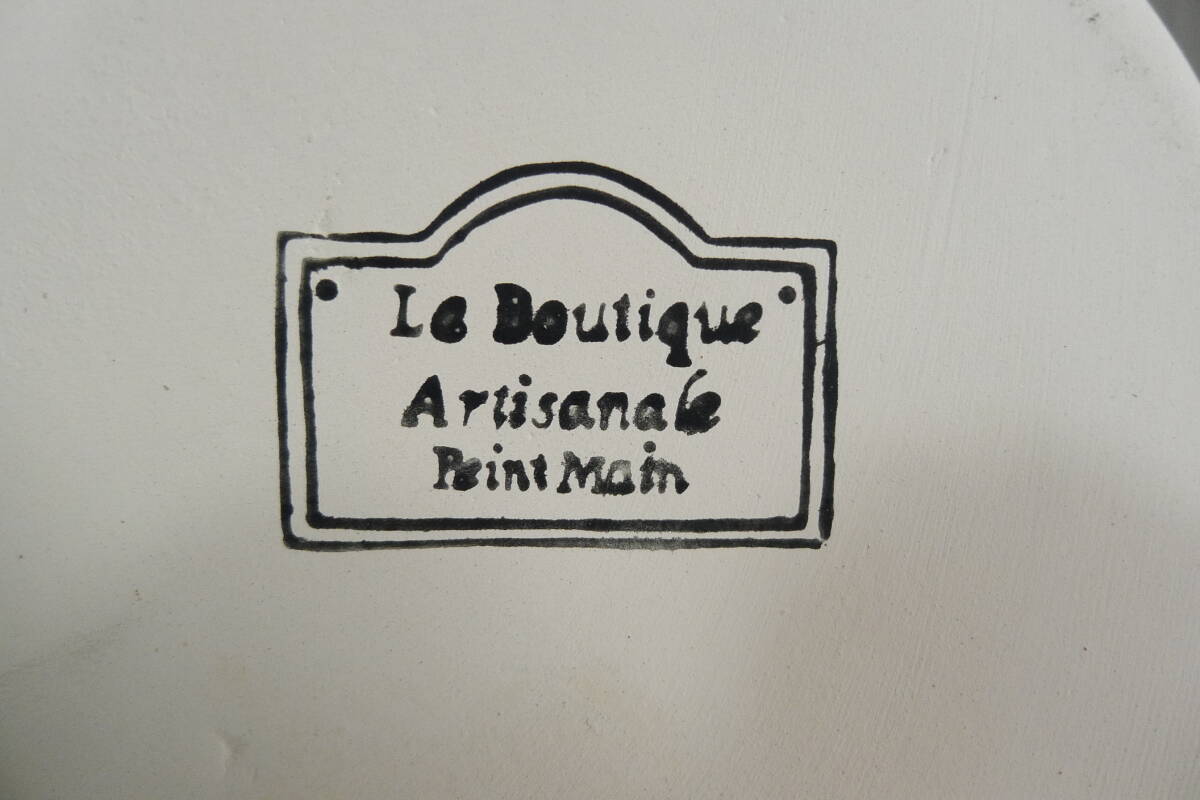 Le Boutique
Artisanale
Peint Main